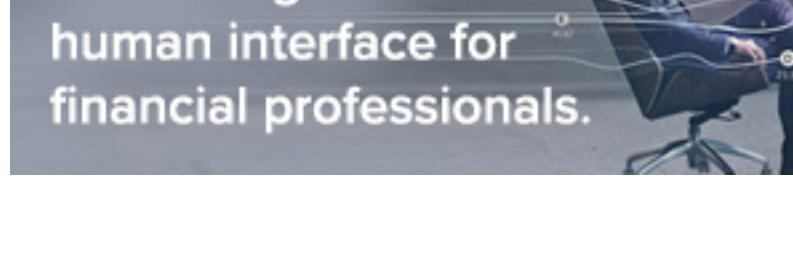 human interface for
financial professionals.